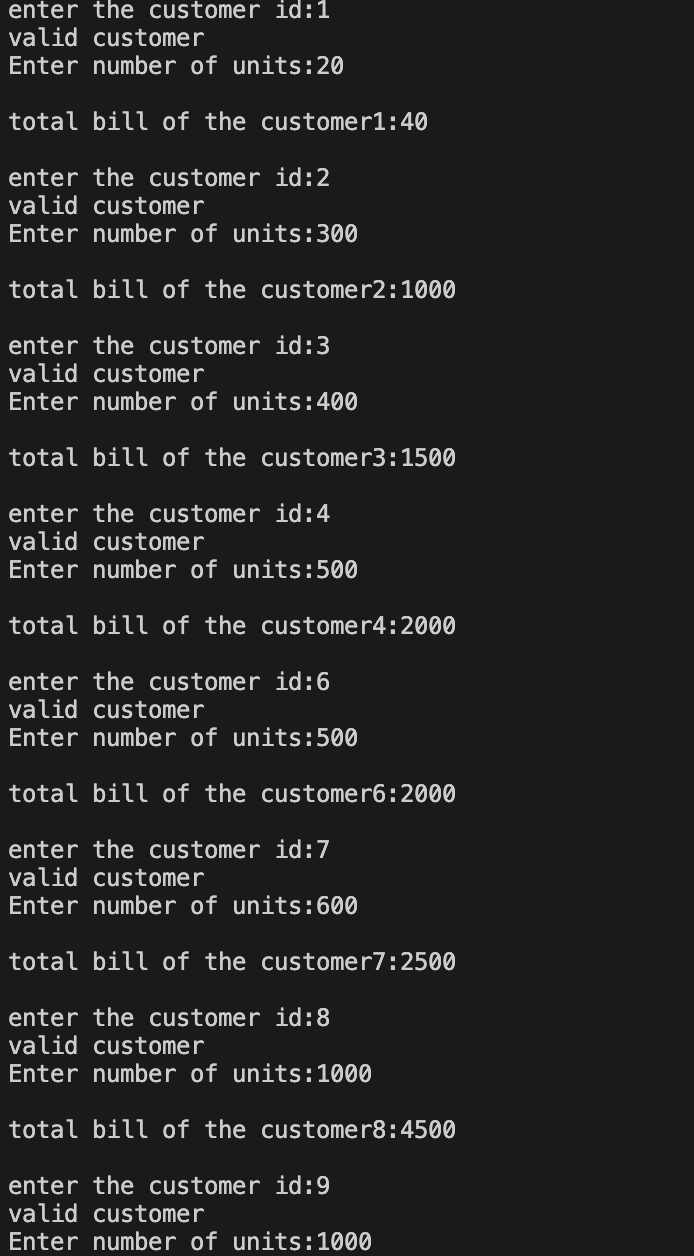 enter the customer id:1
valid customer
Enter number of units:20
total bill of the customer1:40
enter the customer id:2
valid customer
Enter number of units:300
total bill of the customer2:1000
enter the customer id:3
valid customer
Enter number of units:400
total bill of the customer3:1500
enter the customer id:4
valid customer
Enter number of units:500
total bill of the customer4:2000
enter the customer id:6
valid customer
Enter number of units:500
total bill of the customer6:2000
enter the customer id:7
valid customer
Enter number of units:600
total bill of the customer7:2500
enter the customer id:8
valid customer
Enter number of units:1000
total bill of the customer8:4500
enter the customer id:9
valid customer
Enter number of units:1000